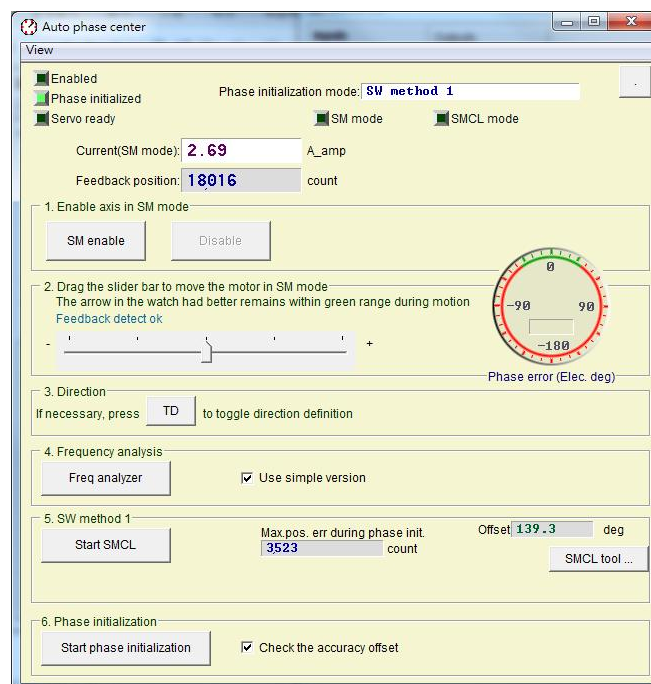 Auto phase center
View
Enabled
Phase initialized
Phase initialization mode: SW method 1
.
Servo ready
SM mode
SMCL mode
Current(SM mode): 2.69 A_amp
Feedback position: 18016 count
1. Enable axis in SM mode
SM enable
Disable
2. Drag the slider bar to move the motor in SM mode
The arrow in the watch had better remains within green range during motion
Feedback detect ok
- +
0
-90 90
-180
Phase error (Elec. deg)
3. Direction
If necessary, press TD to toggle direction definition
4. Frequency analysis
Freq analyzer
Use simple version
5. SW method 1
Start SMCL
Max.pos. err during phase init.
3523 count
Offset 139.3 deg
SMCL tool ...
6. Phase initialization
Start phase initialization
Check the accuracy offset